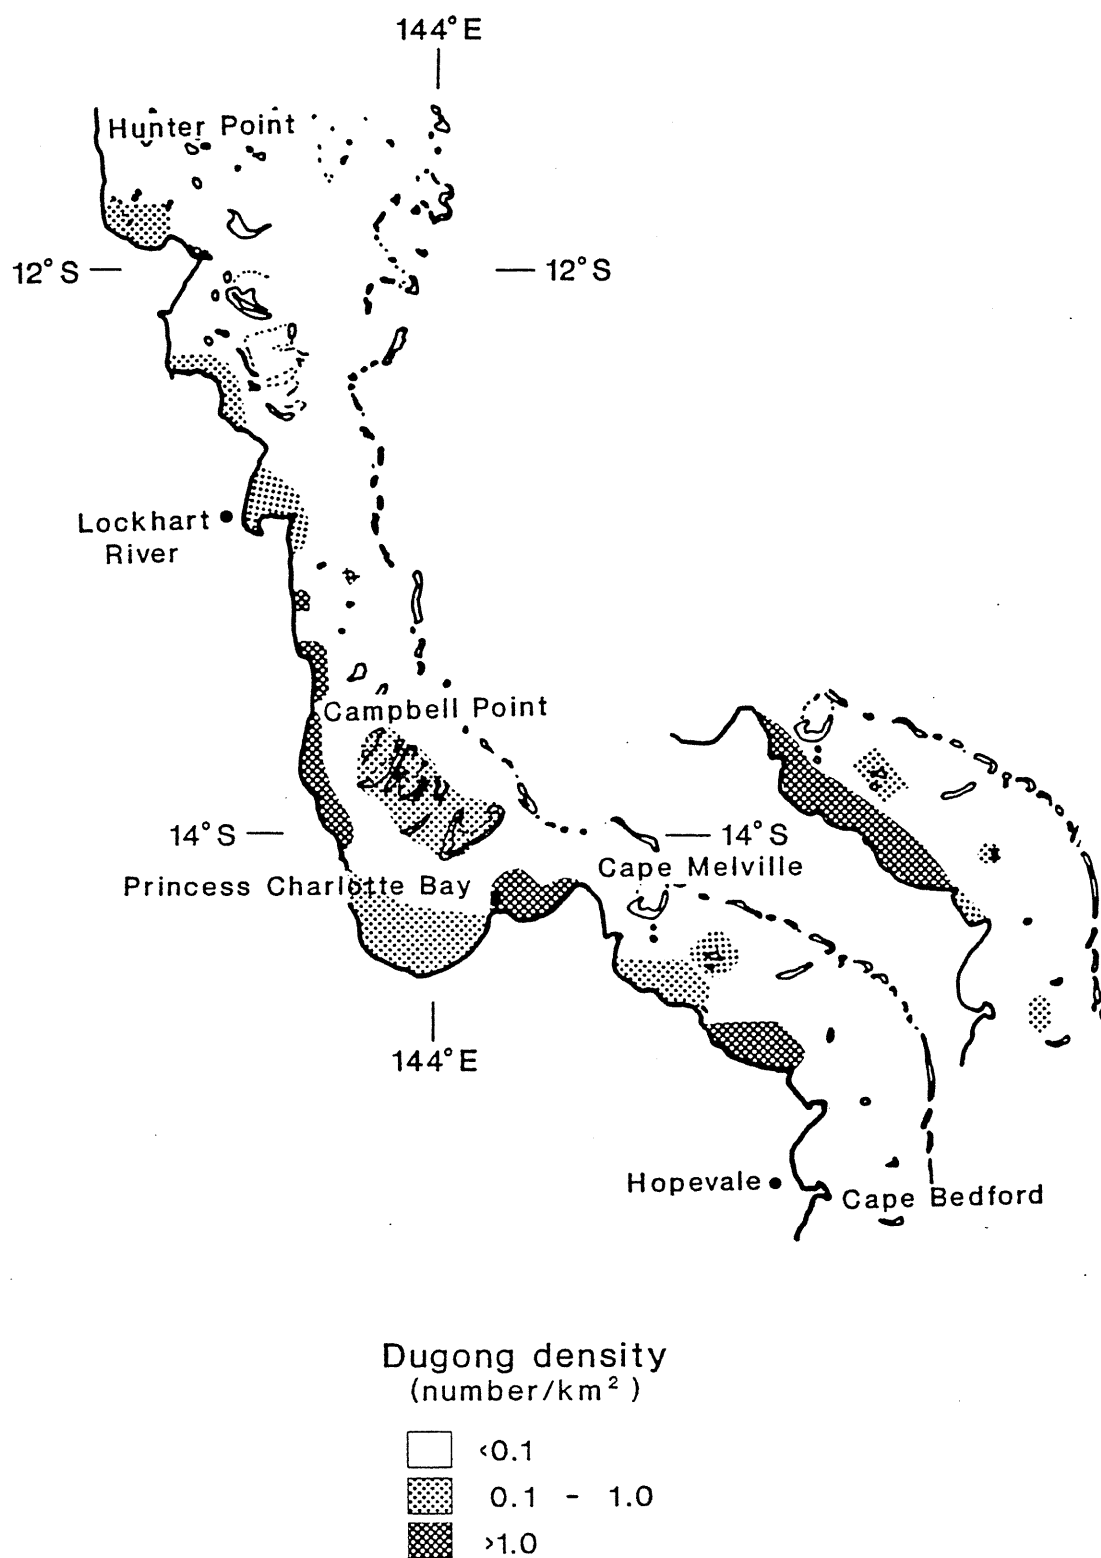 144°E
Hunter Point
12°S
12°S
Lockhart
River
Campbell Point
14°S
14°S
Cape Melville
Princess Charlotte Bay
144°E
Hopevale
Cape Bedford
Dugong density
(number/km²)
<0.1
0.1 - 1.0
>1.0